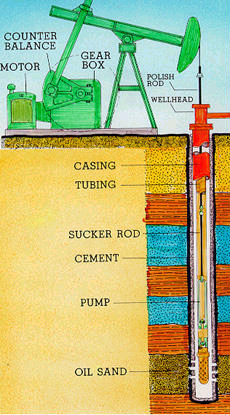 COUNTER
BALANCE
GEAR
BOX
MOTOR
POLISH
ROD
WELLHEAD
CASING
TUBING
SUCKER ROD
CEMENT
PUMP
OIL SAND